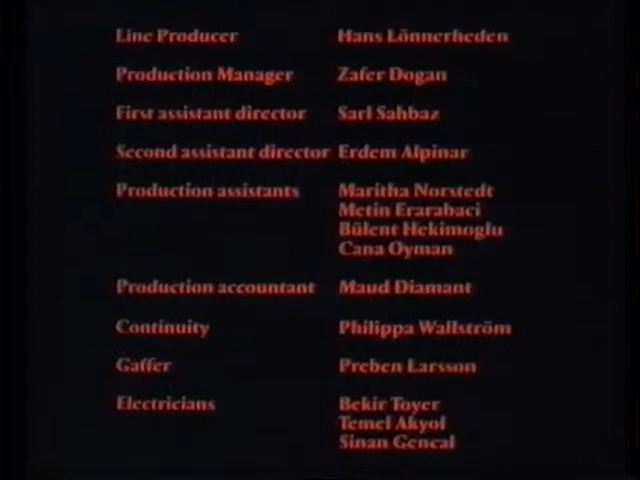 Line Producer Hans Lönnerheden
Production Manager Zafer Dogan
First assistant director Sarl Sahbaz
Second assistant director Erdem Alpinar
Production assistants Maritha Norstedt
Metin Erarabaci
Bülent Hekimoglu
Cana Oyman
Production accountant Maud Diamant
Continuity Philippa Wallström
Gaffer Preben Larsson
Electricians Bekir Toyer
Temel Akyol
Sinan Gencal